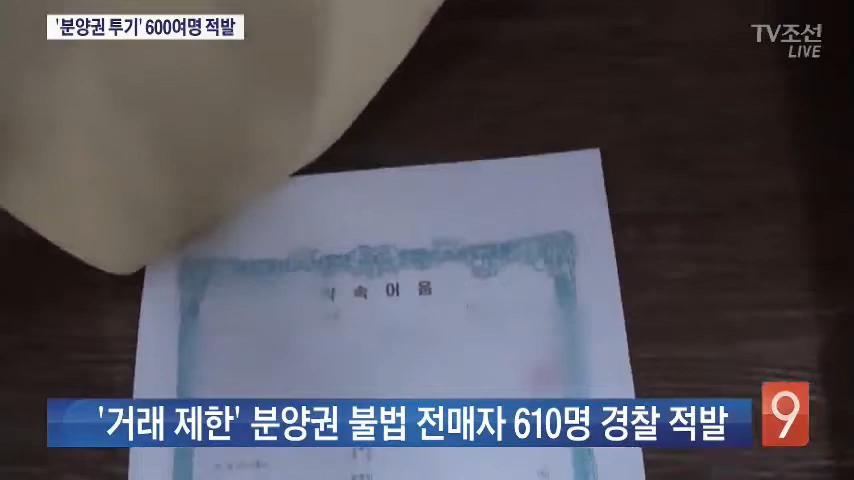 '분양권 투기' 600여명 적발
TV조선
LIVE
속 어 음
'거래 제한' 분양권 불법 전매자 610명 경찰 적발
9